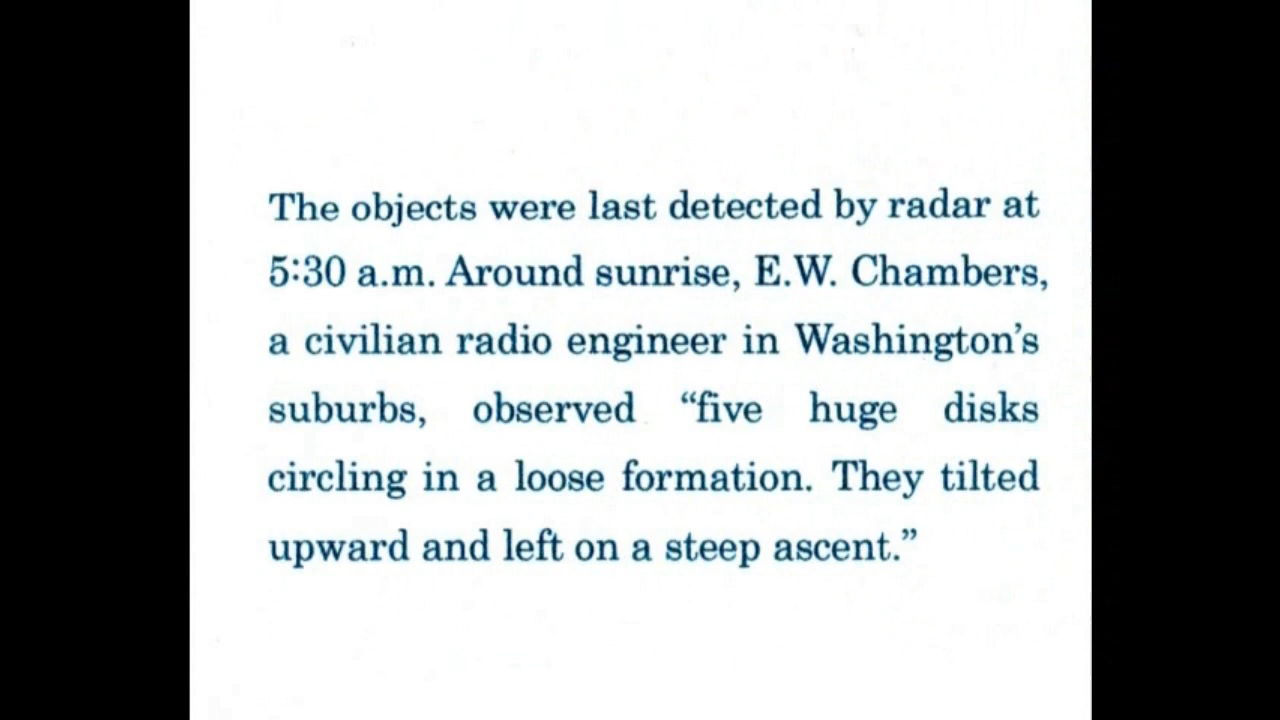 The objects were last detected by radar at
5:30 a.m. Around sunrise, E.W. Chambers,
a civilian radio engineer in Washington's
suburbs, observed “five huge disks
circling in a loose formation. They tilted
upward and left on a steep ascent.”